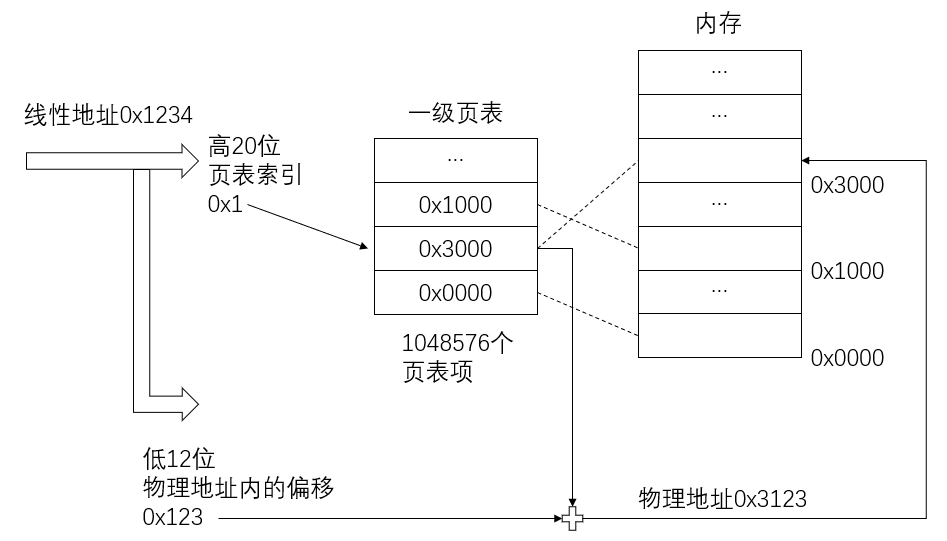 内存
...
...
线性地址0x1234
一级页表
高20位
页表索引
0x1
...
0x1000
0x3000
0x0000
0x3000
...
0x1000
...
0x0000
1048576个
页表项
低12位
物理地址内的偏移
0x123
物理地址0x3123